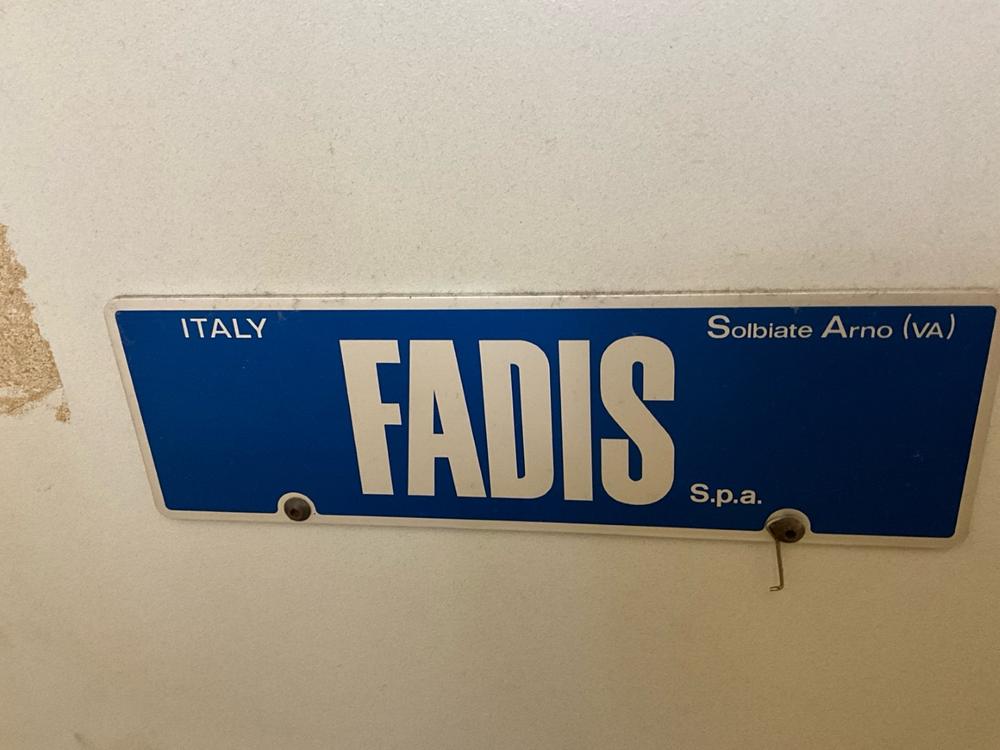 ITALY
Solbiate Arno (VA)
FADIS
S.p.a.